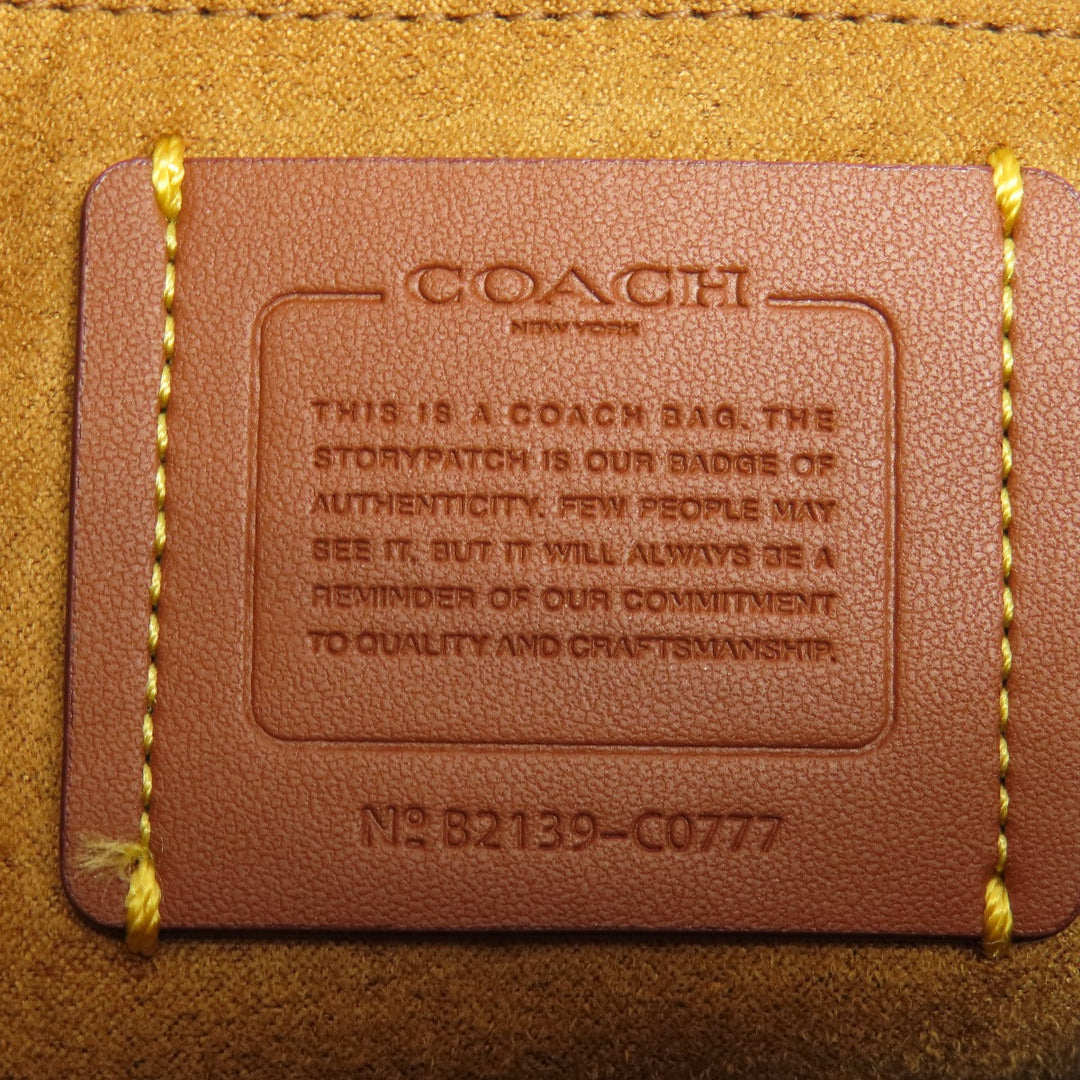 COACH
NEW YORK
THIS IS A COACH BAG. THE
STORYPATCH IS OUR BADGE OF
AUTHENTICITY. FEW PEOPLE MAY
SEE IT, BUT IT WILL ALWAYS BE A
REMINDER OF OUR COMMITMENT
TO QUALITY AND CRAFTSMANSHIP.
Nº B2139-C0777